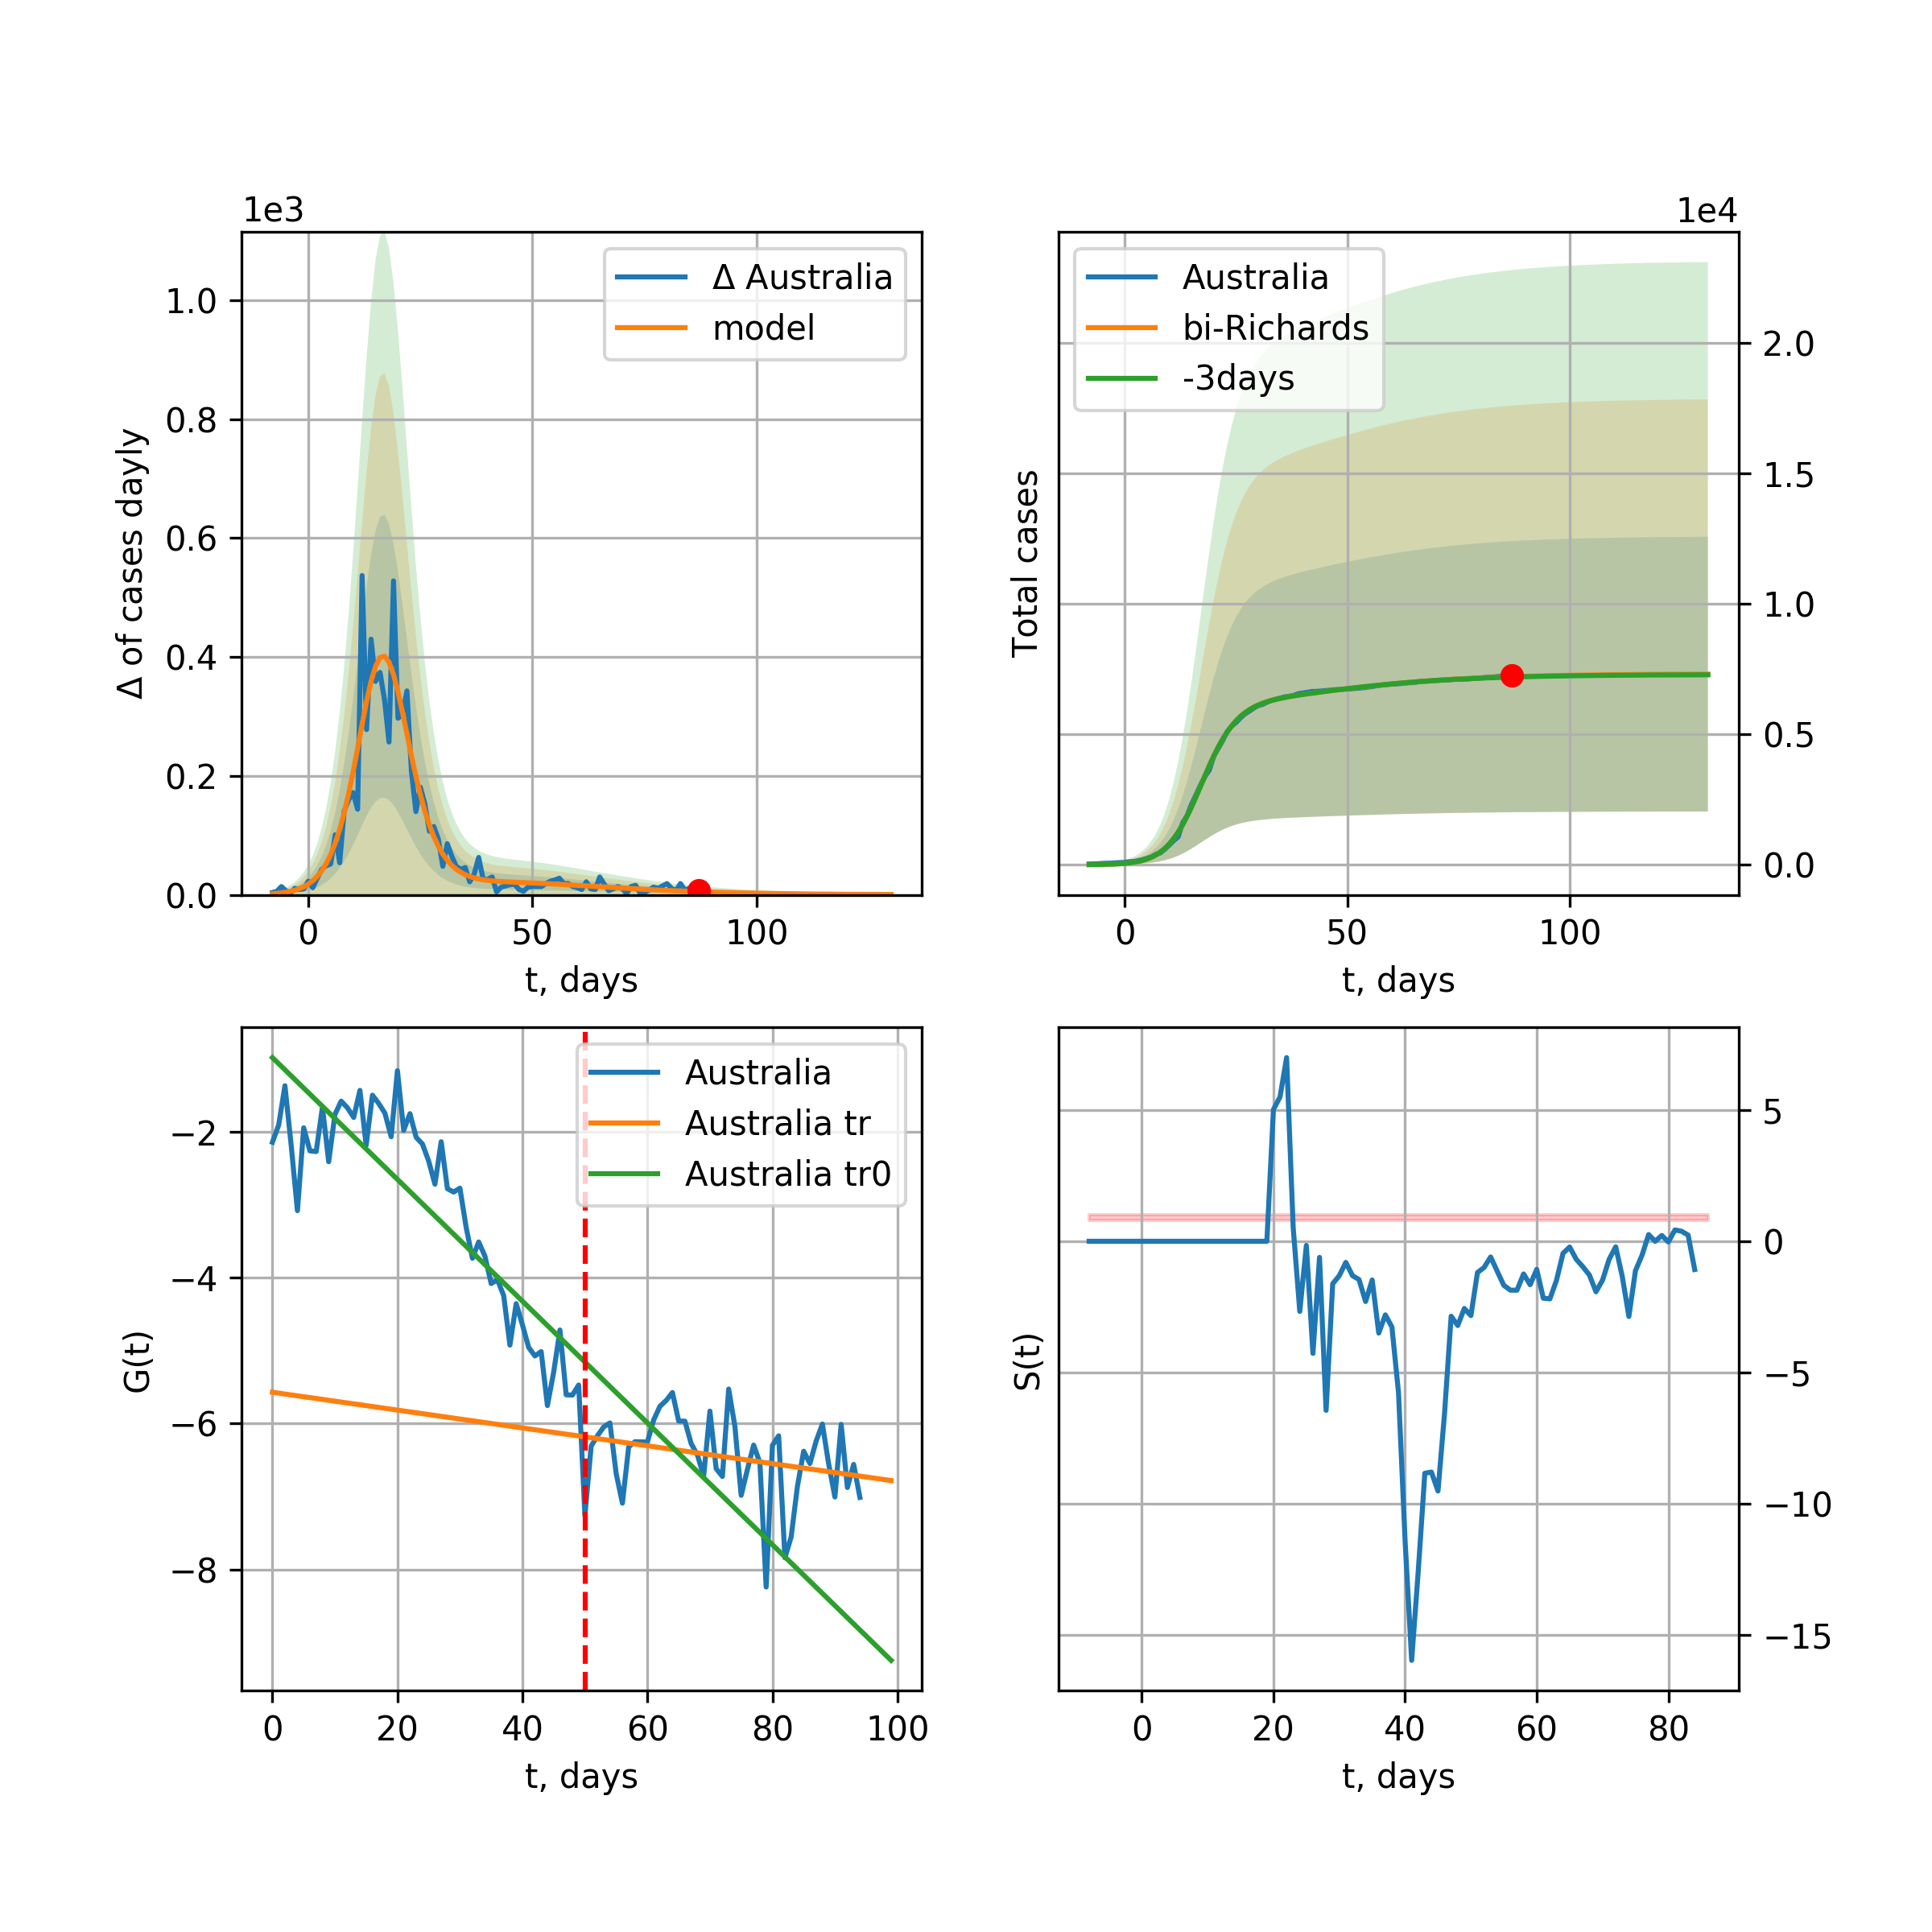 1e3
Δ of cases dayly
1.0
0.8
0.6
0.4
0.2
0.0
0 50 100
t, days
Δ Australia
model
1e4
Total cases
2.0
1.5
1.0
0.5
0.0
0 50 100
t, days
Australia
bi-Richards
-3days
G(t)
−2
−4
−6
−8
0 20 40 60 80 100
t, days
Australia
Australia tr
Australia tr0
S(t)
5
0
−5
−10
−15
0 20 40 60 80
t, days